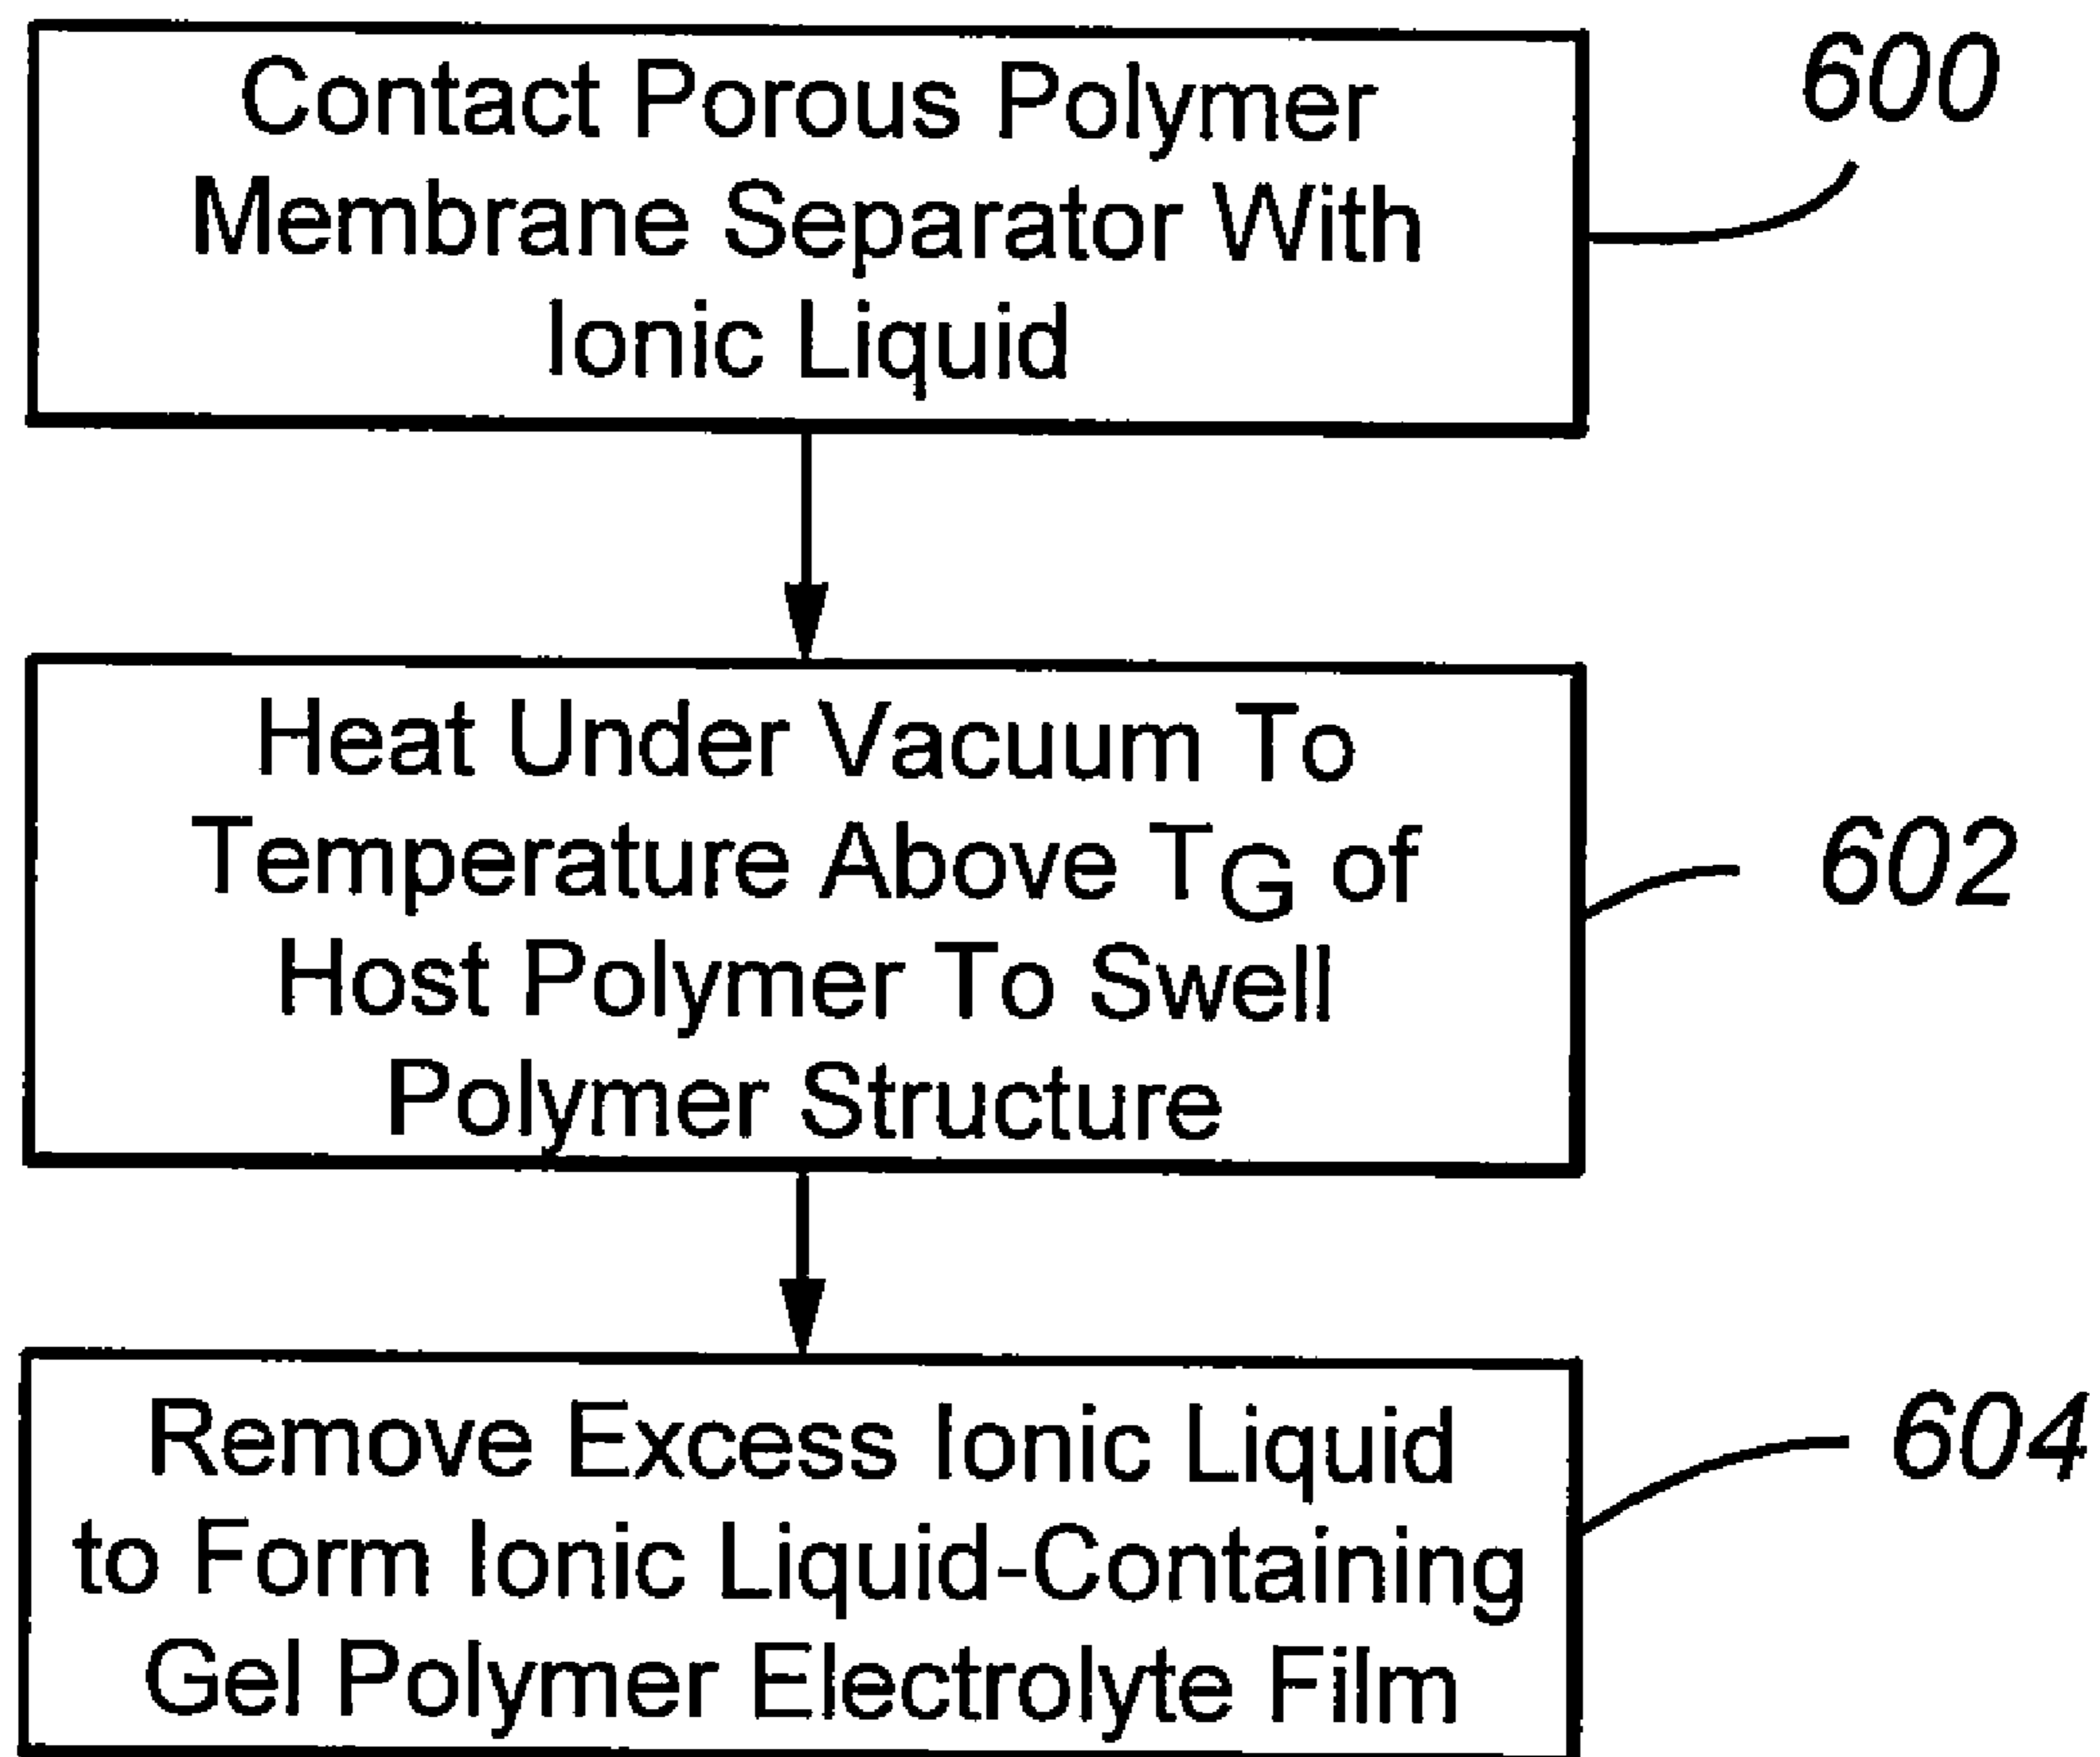 Contact Porous Polymer
Membrane Separator With
Ionic Liquid
600
Heat Under Vacuum To
Temperature Above TG of
Host Polymer To Swell
Polymer Structure
602
Remove Excess Ionic Liquid
to Form Ionic Liquid-Containing
Gel Polymer Electrolyte Film
604